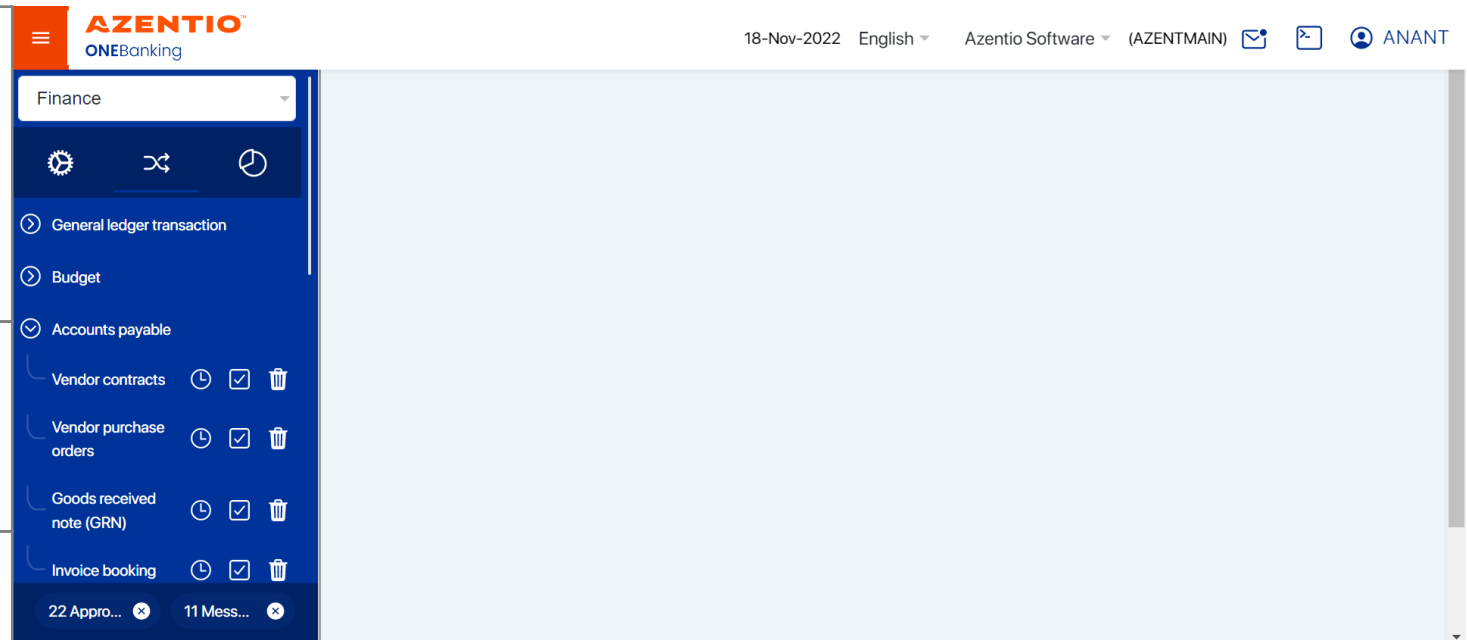 AZENTIO™
ONEBanking
18-Nov-2022 English Azentio Software (AZENTMAIN) ANANT
Finance
General ledger transaction
Budget
Accounts payable
Vendor contracts
Vendor purchase
orders
Goods received
note (GRN)
Invoice booking
22 Appro... 11 Mess...